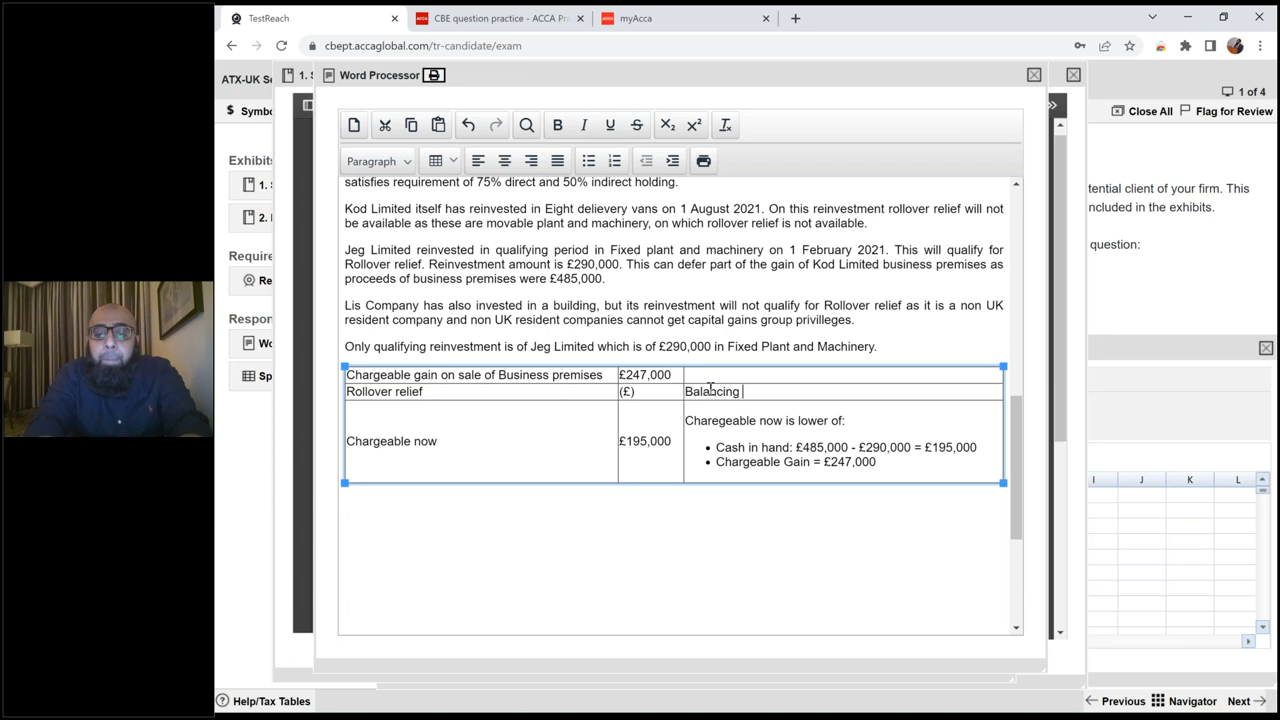 TestReach
CBE question practice - ACCA Pra
myAcca
cbept.accaglobal.com/tr-candidate/exam
ATX-UK Se
1. S
Word Processor
1 of 4
$ Symbo
Close All
Flag for Review
Exhibits
1. S
2. I
Require
Re
Respon
Wo
Sp
Paragraph
tential client of your firm. This
ncluded in the exhibits.
question:
satisfies requirement of 75% direct and 50% indirect holding.
Kod Limited itself has reinvested in Eight delievery vans on 1 August 2021. On this reinvestment rollover relief will not
be available as these are movable plant and machinery, on which rollover relief is not available.
Jeg Limited reinvested in qualifying period in Fixed plant and machinery on 1 February 2021. This will qualify for
Rollover relief. Reinvestment amount is £290,000. This can defer part of the gain of Kod Limited business premises as
proceeds of business premises were £485,000.
Lis Company has also invested in a building, but its reinvestment will not qualify for Rollover relief as it is a non UK
resident company and non UK resident companies cannot get capital gains group privilleges.
Only qualifying reinvestment is of Jeg Limited which is of £290,000 in Fixed Plant and Machinery.
Chargeable gain on sale of Business premises £247,000
Rollover relief (£) Balancing
Chargeable now £195,000
Charegeable now is lower of:
• Cash in hand: £485,000 - £290,000 = £195,000
• Chargeable Gain = £247,000
I J K L
Help/Tax Tables
Previous
Navigator
Next